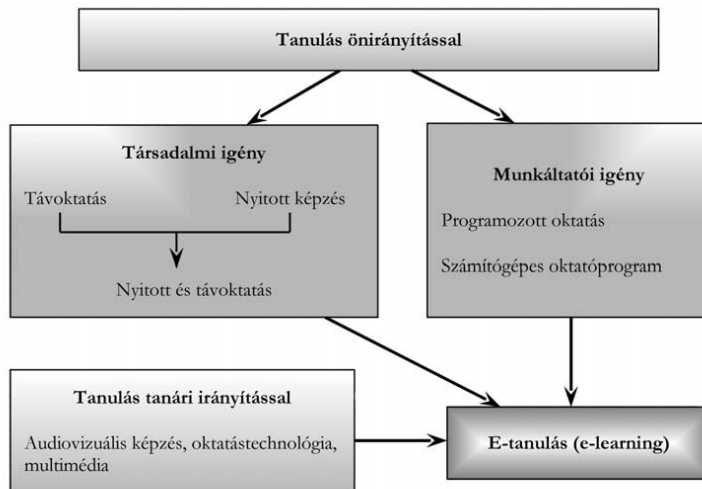 Tanulás önirányítással
Társadalmi igény
Távoktatás
Nyitott képzés
Nyitott és távoktatás
Munkáltatói igény
Programozott oktatás
Számítógépes oktatóprogram
Tanulás tanári irányítással
Audiovizuális képzés, oktatástechnológia,
multimédia
E-tanulás (e-learning)